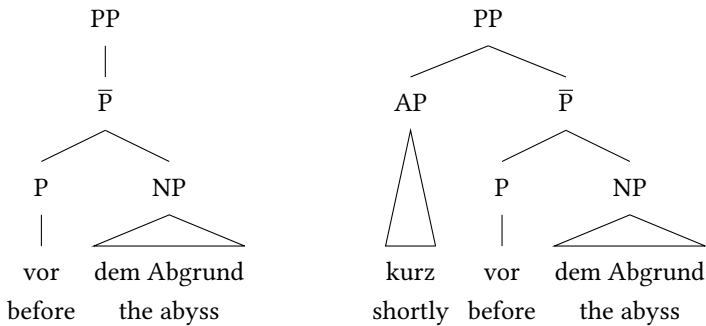 PP PP
P̅ AP P̅
P NP P NP
vor dem Abgrund kurz vor dem Abgrund
before the abyss shortly before the abyss